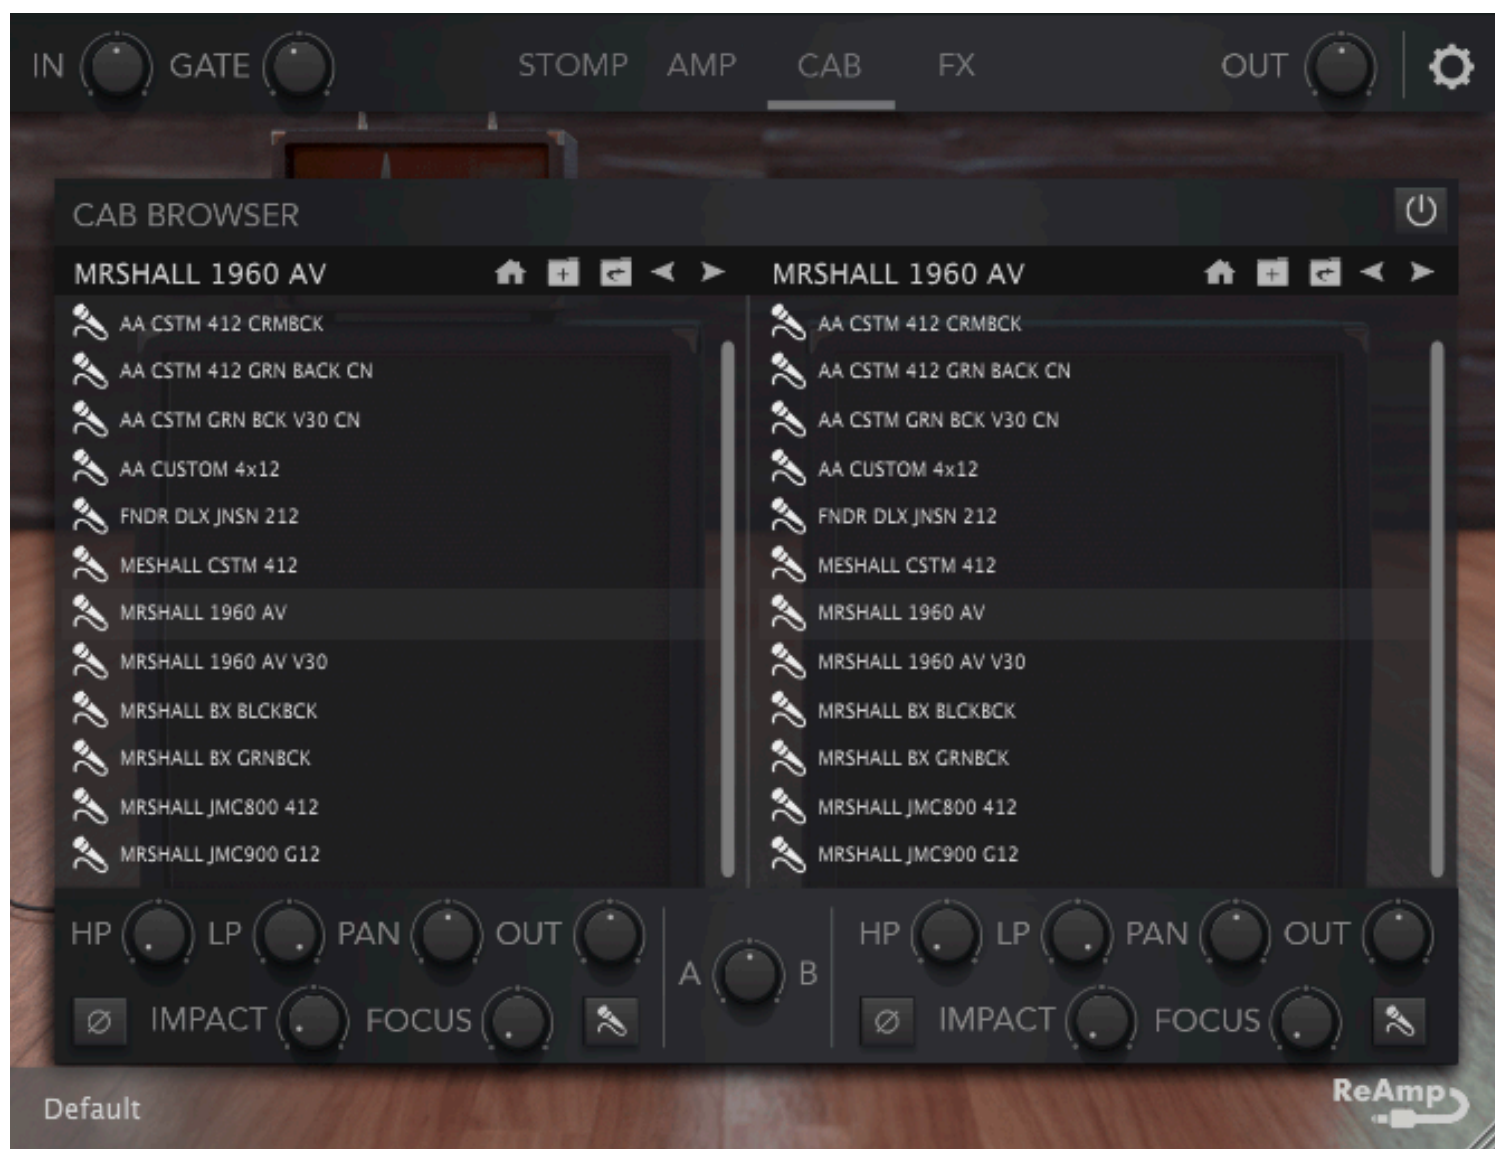 IN GATE STOMP AMP CAB FX OUT
CAB BROWSER
MRSHALL 1960 AV
AA CSTM 412 CRMBCK
AA CSTM 412 GRN BACK CN
AA CSTM GRN BCK V30 CN
AA CUSTOM 4x12
FNDR DLX JNSN 212
MESHALL CSTM 412
MRSHALL 1960 AV
MRSHALL 1960 AV V30
MRSHALL BX BLCKBCK
MRSHALL BX GRNBCK
MRSHALL JMC800 412
MRSHALL JMC900 G12
MRSHALL 1960 AV
AA CSTM 412 CRMBCK
AA CSTM 412 GRN BACK CN
AA CSTM GRN BCK V30 CN
AA CUSTOM 4x12
FNDR DLX JNSN 212
MESHALL CSTM 412
MRSHALL 1960 AV
MRSHALL 1960 AV V30
MRSHALL BX BLCKBCK
MRSHALL BX GRNBCK
MRSHALL JMC800 412
MRSHALL JMC900 G12
HP LP PAN OUT
Ø IMPACT FOCUS
A B
HP LP PAN OUT
Ø IMPACT FOCUS
Default
ReAmp